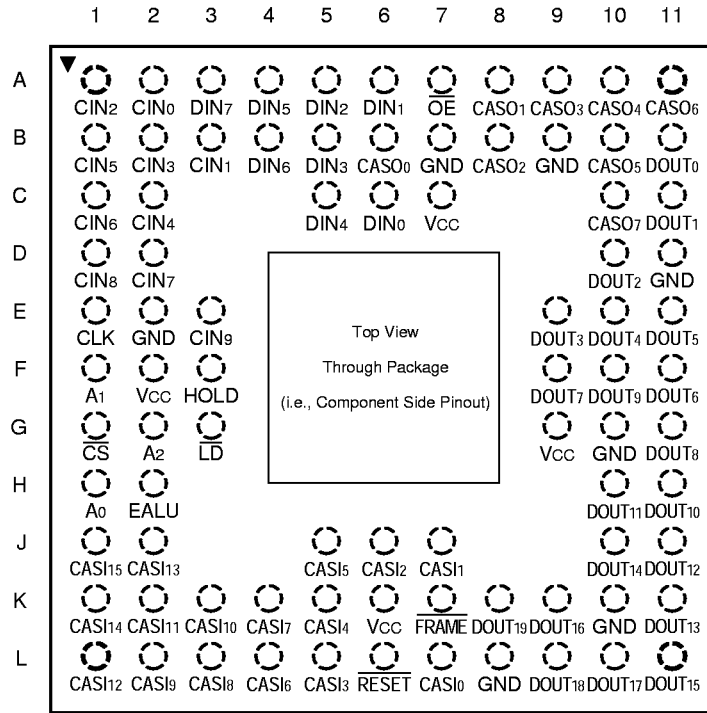 1 2 3 4 5 6 7 8 9 10 11
A
CIN2 CIN0 DIN7 DIN5 DIN2 DIN1 OE CASO1 CASO3 CASO4 CASO6
B
CIN5 CIN3 CIN1 DIN6 DIN3 CASO0 GND CASO2 GND CASO5 DOUT0
C
CIN6 CIN4 DIN4 DIN0 VCC CASO7 DOUT1
D
CIN8 CIN7 DOUT2 GND
E
CLK GND CIN9 DOUT3 DOUT4 DOUT5
Top View
Through Package
(i.e., Component Side Pinout)
F
A1 VCC HOLD DOUT7 DOUT9 DOUT6
G
CS A2 LD VCC GND DOUT8
H
A0 EALU DOUT11 DOUT10
J
CASI15 CASI13 CASI5 CASI2 CASI1 DOUT14 DOUT12
K
CASI14 CASI11 CASI10 CASI7 CASI4 VCC FRAME DOUT19 DOUT16 GND DOUT13
L
CASI12 CASI9 CASI8 CASI6 CASI3 RESET CASI0 GND DOUT18 DOUT17 DOUT15